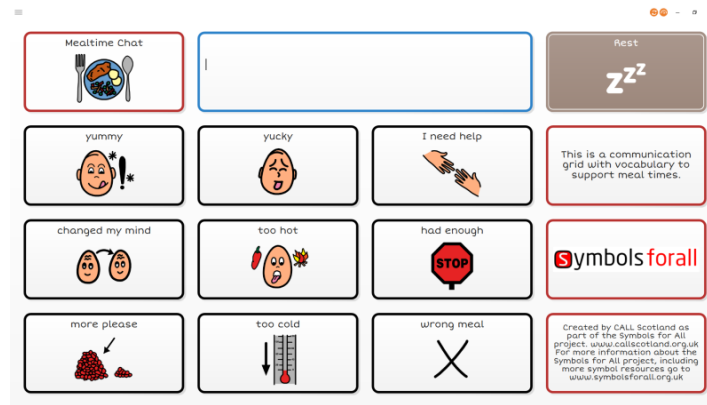 Mealtime Chat
Rest
zzz
yummy
yucky
I need help
This is a communication
grid with vocabulary to
support meal times.
changed my mind
too hot
had enough
STOP
Symbols forall
more please
too cold
wrong meal
Created by CALL Scotland as
part of the Symbols for All
project. www.callscotland.org.uk
For more information about the
Symbols for All project, including
more symbol resources go to
www.symbolsforall.org.uk